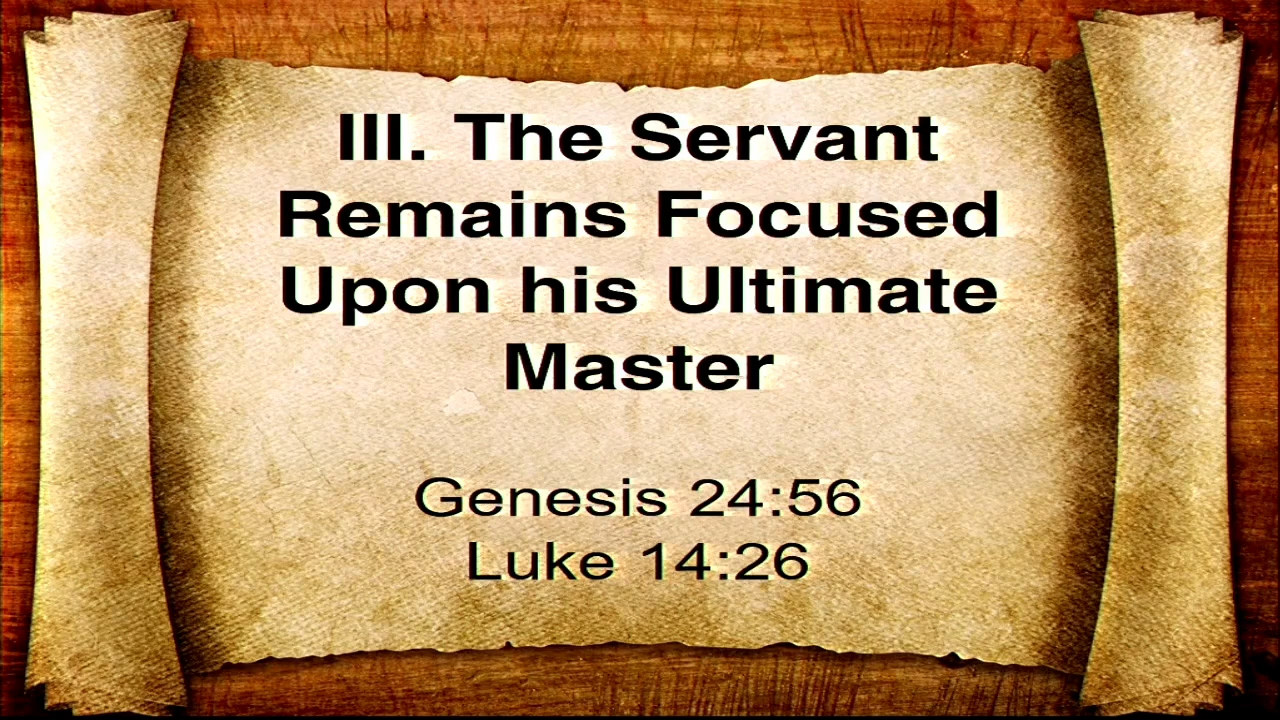 III. The Servant
Remains Focused
Upon his Ultimate
Master
Genesis 24:56
Luke 14:26